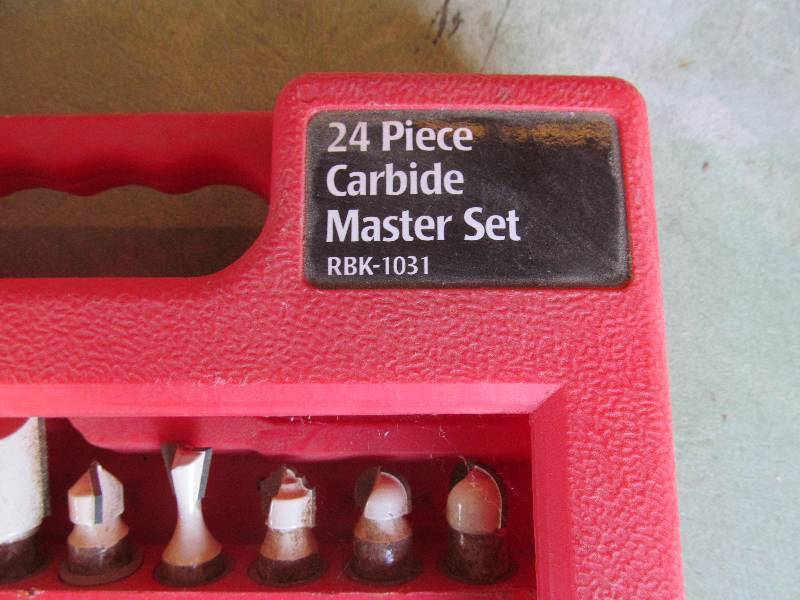 24 Piece
Carbide
Master Set
RBK-1031